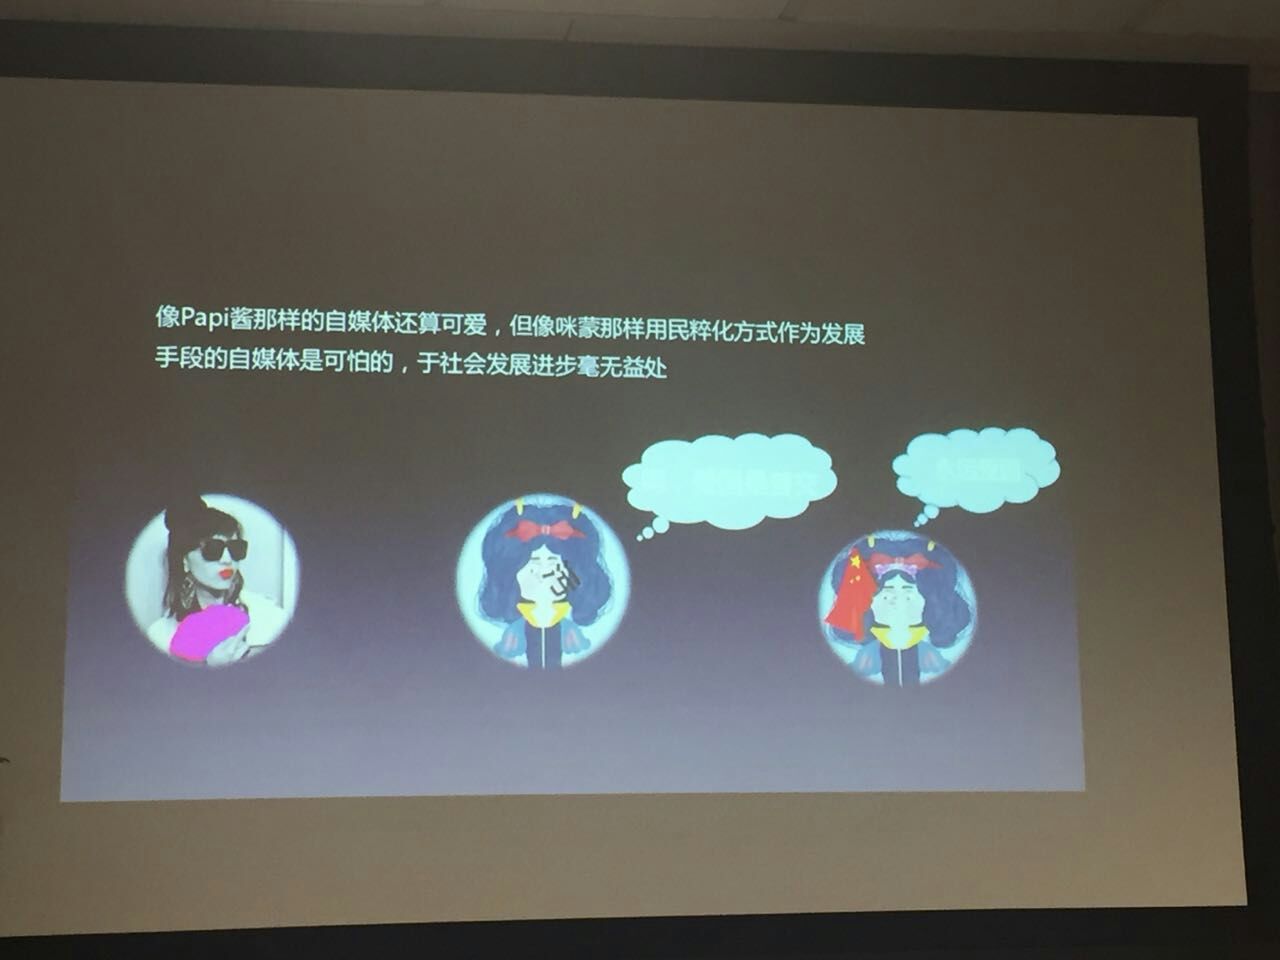 像Papi酱那样的自媒体还算可爱，但像咪蒙那样用民粹化方式作为发展
手段的自媒体是可怕的，于社会发展进步毫无益处